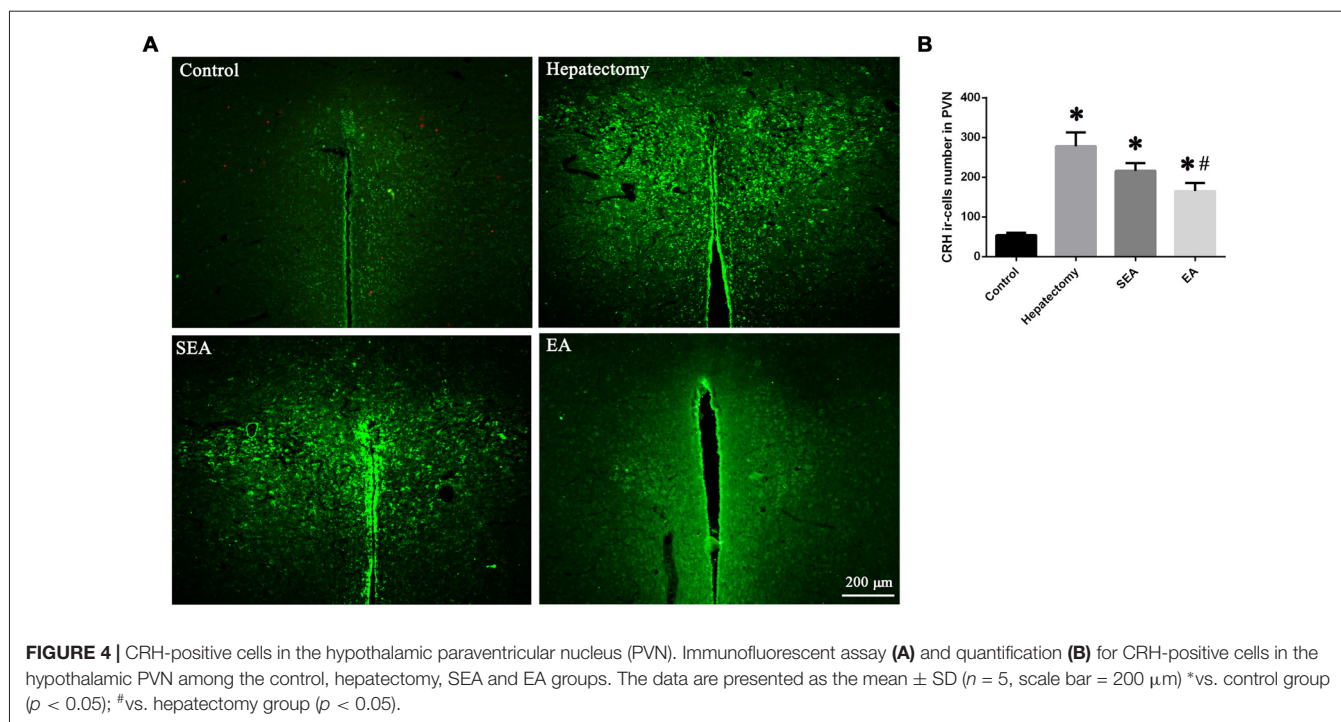 A
B
Control
Hepatectomy
SEA
EA
200 μm
CRH ir-cells number in PVN
400
300
200
100
0
*
*
* #
Control
Hepatectomy
SEA
EA
FIGURE 4 | CRH-positive cells in the hypothalamic paraventricular nucleus (PVN). Immunofluorescent assay (A) and quantification (B) for CRH-positive cells in the
hypothalamic PVN among the control, hepatectomy, SEA and EA groups. The data are presented as the mean ± SD (n = 5, scale bar = 200 μm) *vs. control group
(p < 0.05); #vs. hepatectomy group (p < 0.05).